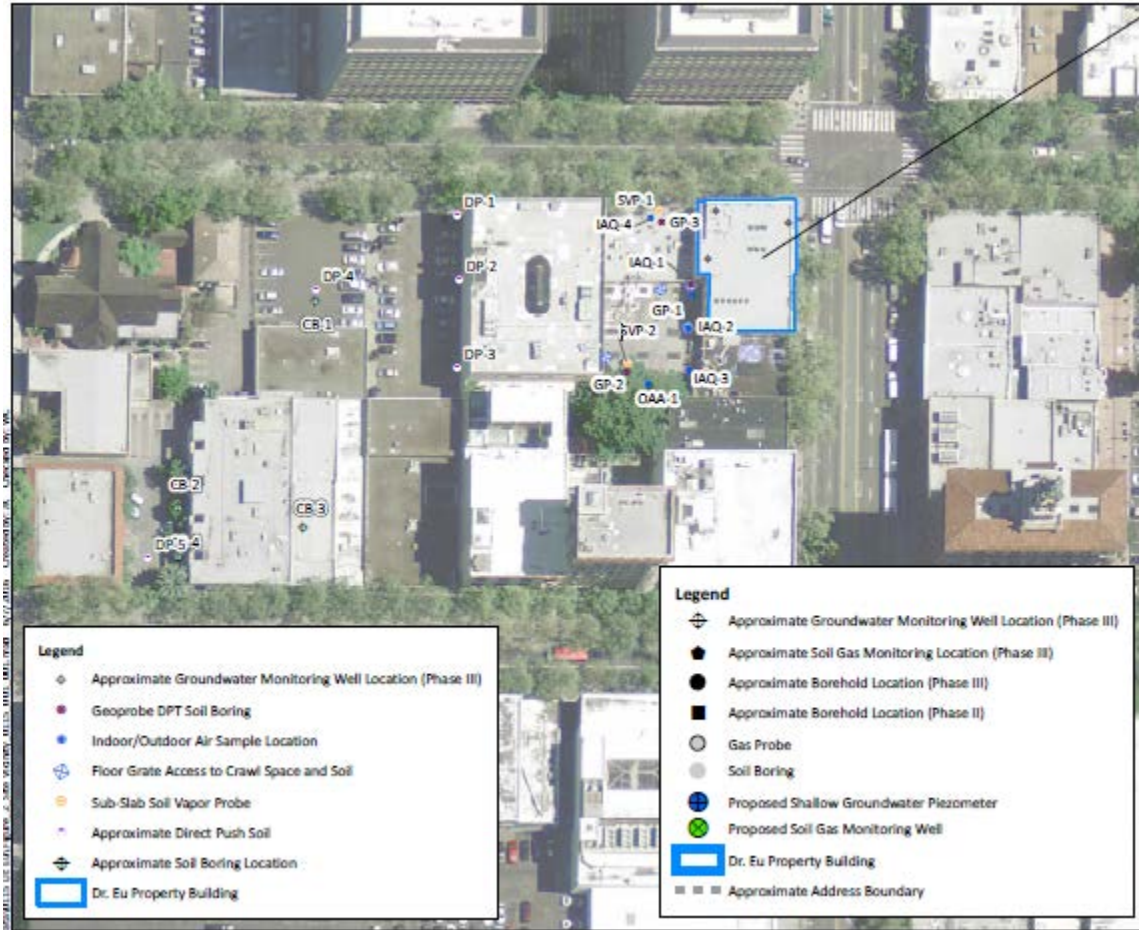 DP-1
SVP-1
IAQ-4
GP-3
IAQ-1
DP-2
DP-4
GP-1
CB-1
SVP-2
IAQ-2
DP-3
GP-2
IAQ-3
OAA-1
CB-2
CB-3
DP-5
Legend
Approximate Groundwater Monitoring Well Location (Phase III)
Geoprobe DPT Soil Boring
Indoor/Outdoor Air Sample Location
Floor Grate Access to Crawl Space and Soil
Sub-Slab Soil Vapor Probe
Approximate Direct Push Soil
Approximate Soil Boring Location
Dr. Eu Property Building
Legend
Approximate Groundwater Monitoring Well Location (Phase III)
Approximate Soil Gas Monitoring Location (Phase III)
Approximate Borehold Location (Phase III)
Approximate Borehold Location (Phase II)
Gas Probe
Soil Boring
Proposed Shallow Groundwater Piezometer
Proposed Soil Gas Monitoring Well
Dr. Eu Property Building
Approximate Address Boundary